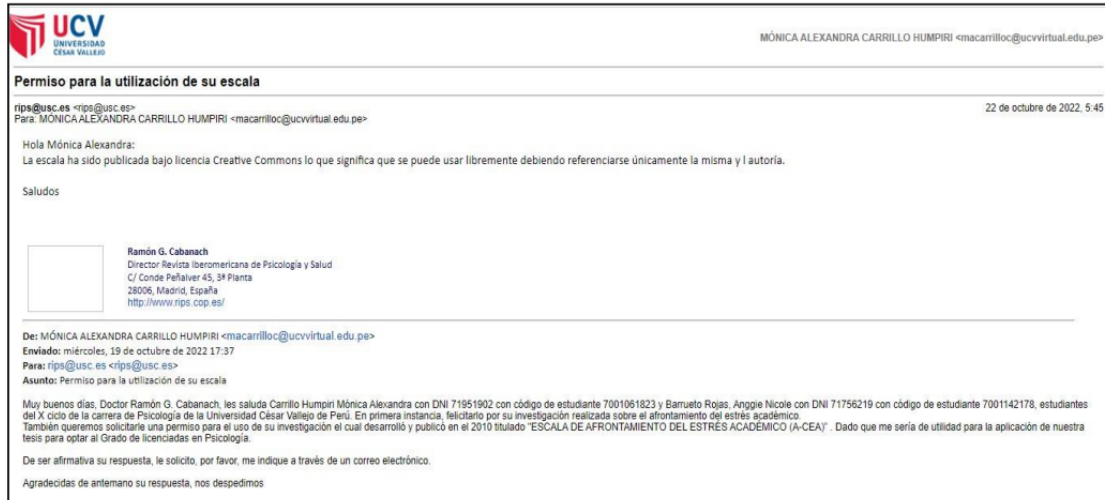 UCV
UNIVERSIDAD
CÉSAR VALLEJO
MÓNICA ALEXANDRA CARRILLO HUMPIRI <macarrilloc@ucvvirtual.edu.pe>
Permiso para la utilización de su escala
rips@usc.es <rips@usc.es>
22 de octubre de 2022, 5:45
Para: MÓNICA ALEXANDRA CARRILLO HUMPIRI <macarrilloc@ucvvirtual.edu.pe>
Hola Mónica Alexandra:
La escala ha sido publicada bajo licencia Creative Commons lo que significa que se puede usar libremente debiendo referenciarse únicamente la misma y l autoría.
Saludos
Ramón G. Cabanach
Director Revista Iberomericana de Psicología y Salud
C/ Conde Peñalver 45, 3ª Planta
28006, Madrid, España
http://www.rips.cop.es/
De: MÓNICA ALEXANDRA CARRILLO HUMPIRI <macarrilloc@ucvvirtual.edu.pe>
Enviado: miércoles, 19 de octubre de 2022 17:37
Para: rips@usc.es <rips@usc.es>
Asunto: Permiso para la utilización de su escala
Muy buenos días, Doctor Ramón G. Cabanach, les saluda Carrillo Humpiri Mónica Alexandra con DNI 71951902 con código de estudiante 7001061823 y Barrueto Rojas, Anggie Nicole con DNI 71756219 con código de estudiante 7001142178, estudiantes
del X ciclo de la carrera de Psicología de la Universidad César Vallejo de Perú. En primera instancia, felicitarlo por su investigación realizada sobre el afrontamiento del estrés académico.
También queremos solicitarle una permiso para el uso de su investigación el cual desarrolló y publicó en el 2010 titulado "ESCALA DE AFRONTAMIENTO DEL ESTRÉS ACADÉMICO (A-CEA)" . Dado que me sería de utilidad para la aplicación de nuestra
tesis para optar al Grado de licenciadas en Psicología.
De ser afirmativa su respuesta, le solicito, por favor, me indique a través de un correo electrónico.
Agradecidas de antemano su respuesta, nos despedimos